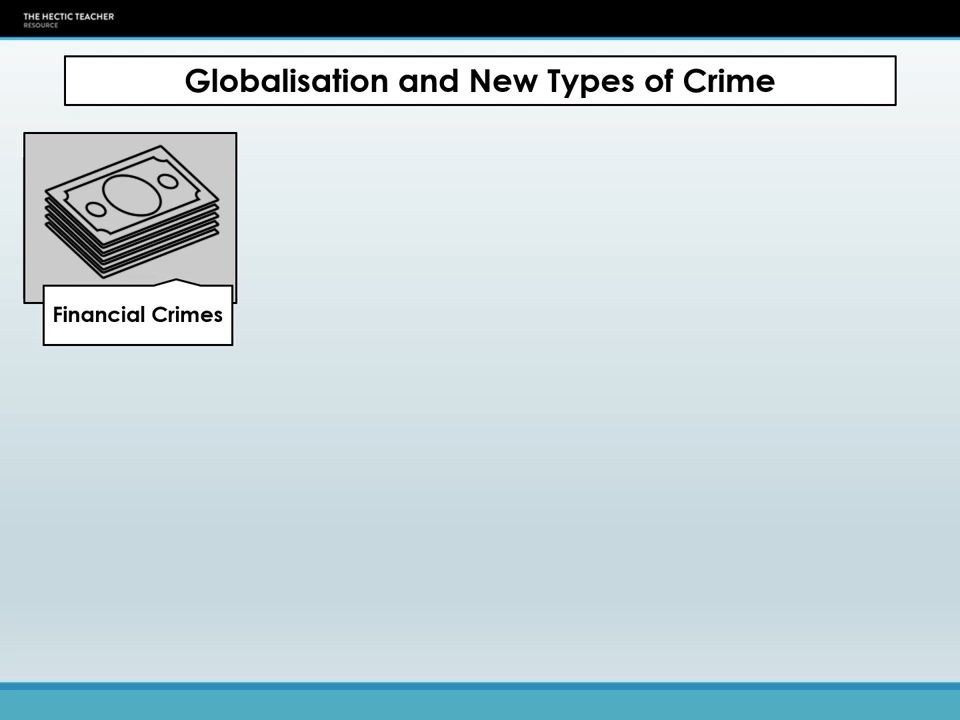 THE HECTIC TEACHER
RESOURCE
Globalisation and New Types of Crime
Financial Crimes